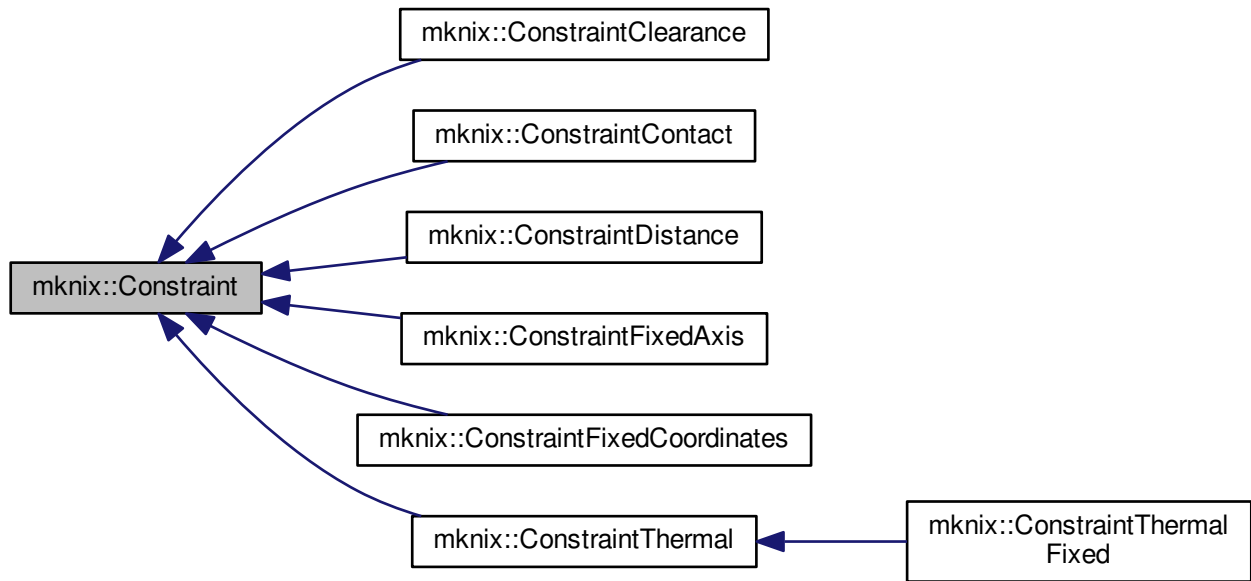 mknix::ConstraintClearance
mknix::ConstraintContact
mknix::ConstraintDistance
mknix::Constraint
mknix::ConstraintFixedAxis
mknix::ConstraintFixedCoordinates
mknix::ConstraintThermal
mknix::ConstraintThermal
Fixed